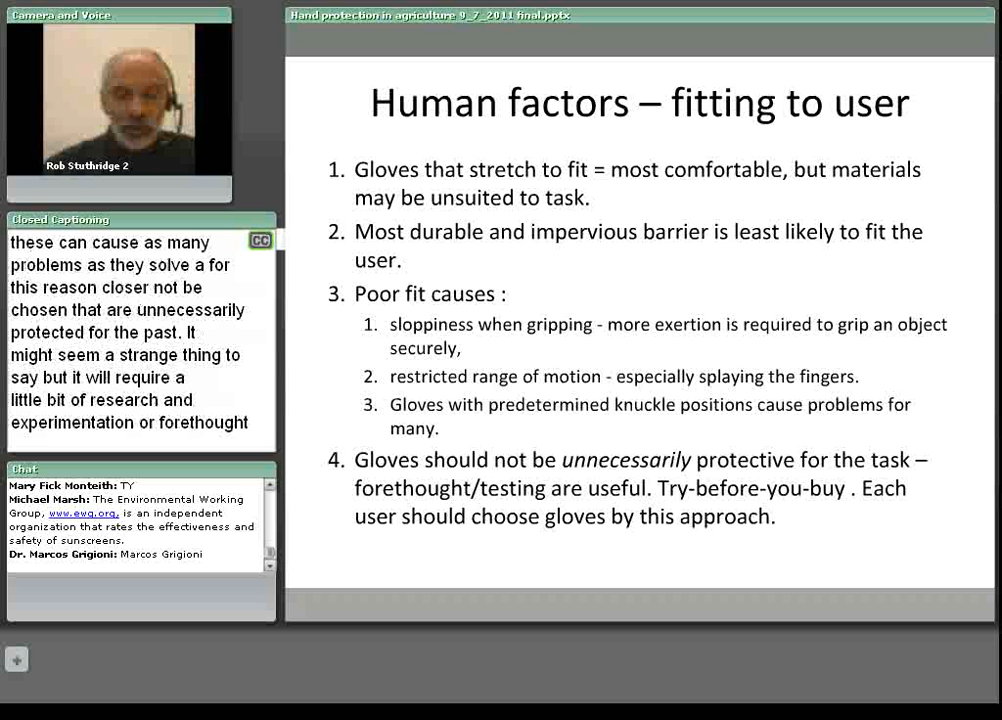 Camera and Voice
Rob Stuthridge 2
Closed Captioning
CC
these can cause as many
problems as they solve a for
this reason closer not be
chosen that are unnecessarily
protected for the past. It
might seem a strange thing to
say but it will require a
little bit of research and
experimentation or forethought
Chat
Mary Fick Monteith: TY
Michael Marsh: The Environmental Working
Group, www.ewg.org, is an independent
organization that rates the effectiveness and
safety of sunscreens.
Dr. Marcos Grigioni: Marcos Grigioni
Hand protection in agriculture 9_7_2011 final.pptx
Human factors – fitting to user
1. Gloves that stretch to fit = most comfortable, but materials
may be unsuited to task.
2. Most durable and impervious barrier is least likely to fit the
user.
3. Poor fit causes :
1. sloppiness when gripping - more exertion is required to grip an object
securely,
2. restricted range of motion - especially splaying the fingers.
3. Gloves with predetermined knuckle positions cause problems for
many.
4. Gloves should not be unnecessarily protective for the task –
forethought/testing are useful. Try-before-you-buy . Each
user should choose gloves by this approach.